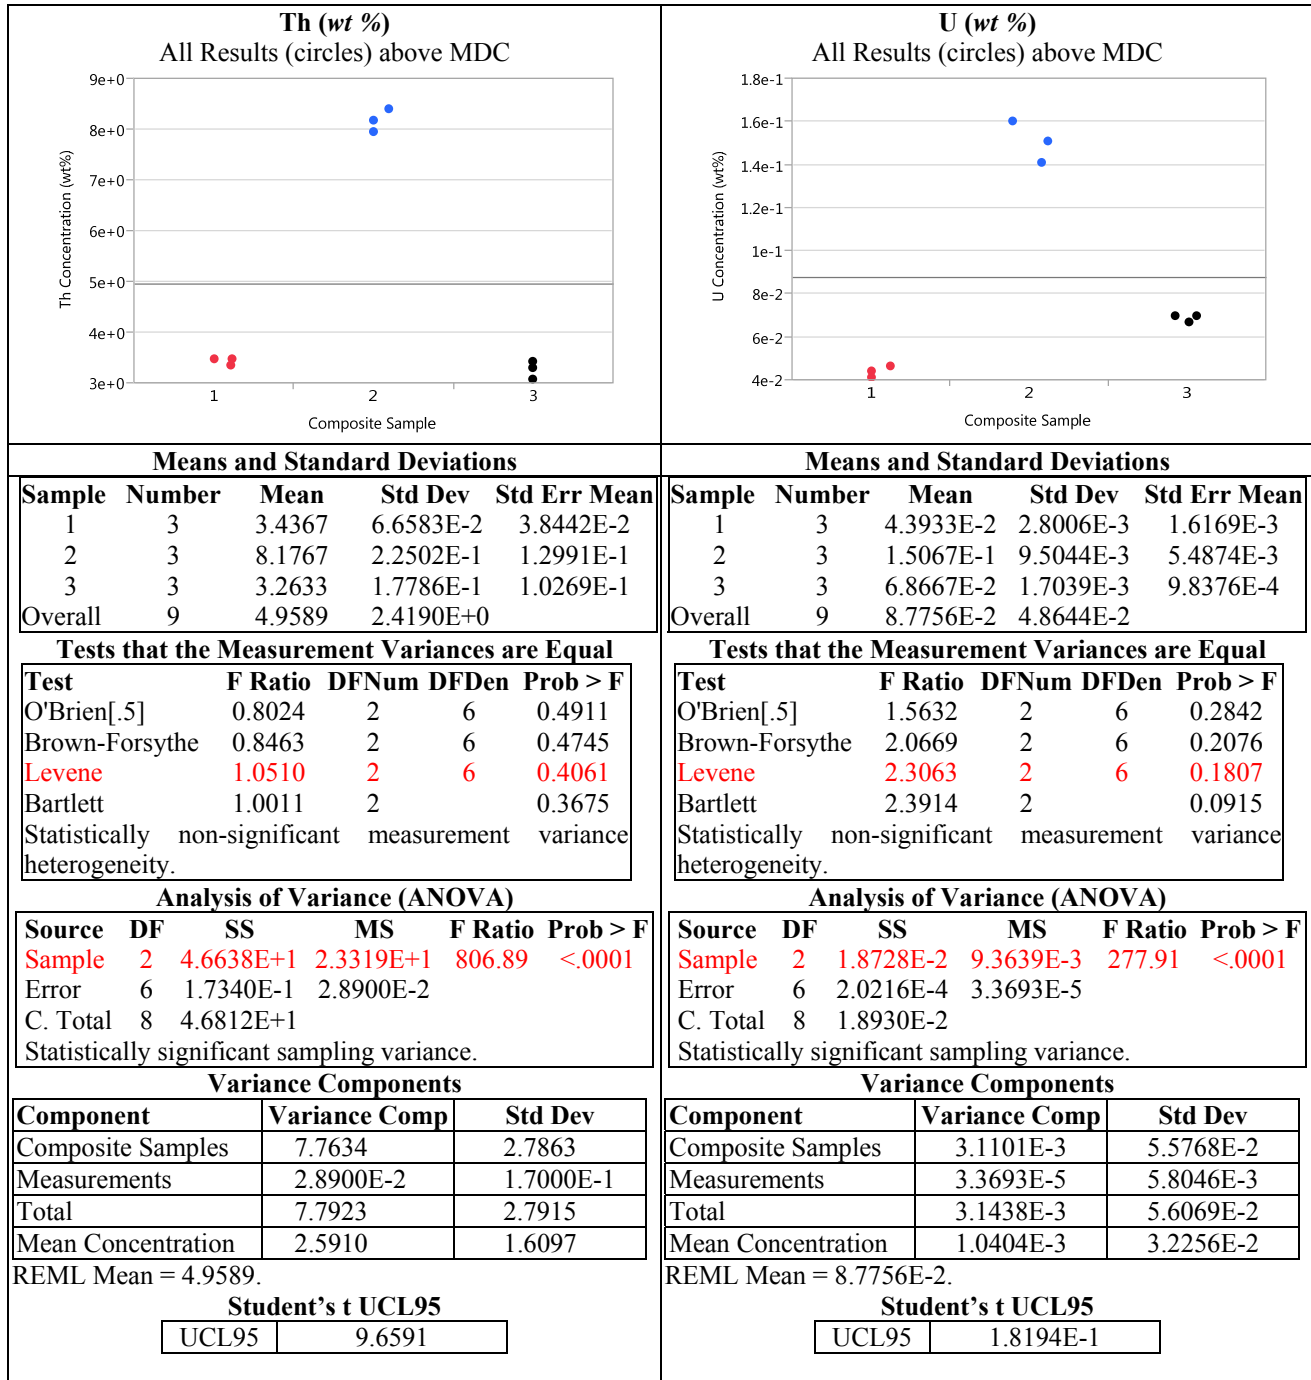 Th (wt %)
All Results (circles) above MDC
9e+0
8e+0
7e+0
6e+0
5e+0
4e+0
3e+0
Th Concentration (wt%)
1 2 3
Composite Sample
Means and Standard Deviations
Sample Number Mean Std Dev Std Err Mean
1 3 3.4367 6.6583E-2 3.8442E-2
2 3 8.1767 2.2502E-1 1.2991E-1
3 3 3.2633 1.7786E-1 1.0269E-1
Overall 9 4.9589 2.4190E+0
Tests that the Measurement Variances are Equal
Test F Ratio DFNum DFDen Prob > F
O'Brien[.5] 0.8024 2 6 0.4911
Brown-Forsythe 0.8463 2 6 0.4745
Levene 1.0510 2 6 0.4061
Bartlett 1.0011 2 0.3675
Statistically non-significant measurement variance
heterogeneity.
Analysis of Variance (ANOVA)
Source DF SS MS F Ratio Prob > F
Sample 2 4.6638E+1 2.3319E+1 806.89 <.0001
Error 6 1.7340E-1 2.8900E-2
C. Total 8 4.6812E+1
Statistically significant sampling variance.
Variance Components
Component Variance Comp Std Dev
Composite Samples 7.7634 2.7863
Measurements 2.8900E-2 1.7000E-1
Total 7.7923 2.7915
Mean Concentration 2.5910 1.6097
REML Mean = 4.9589.
Student's t UCL95
UCL95 9.6591
U (wt %)
All Results (circles) above MDC
1.8e-1
1.6e-1
1.4e-1
1.2e-1
1e-1
8e-2
6e-2
4e-2
U Concentration (wt%)
1 2 3
Composite Sample
Means and Standard Deviations
Sample Number Mean Std Dev Std Err Mean
1 3 4.3933E-2 2.8006E-3 1.6169E-3
2 3 1.5067E-1 9.5044E-3 5.4874E-3
3 3 6.8667E-2 1.7039E-3 9.8376E-4
Overall 9 8.7756E-2 4.8644E-2
Tests that the Measurement Variances are Equal
Test F Ratio DFNum DFDen Prob > F
O'Brien[.5] 1.5632 2 6 0.2842
Brown-Forsythe 2.0669 2 6 0.2076
Levene 2.3063 2 6 0.1807
Bartlett 2.3914 2 0.0915
Statistically non-significant measurement variance
heterogeneity.
Analysis of Variance (ANOVA)
Source DF SS MS F Ratio Prob > F
Sample 2 1.8728E-2 9.3639E-3 277.91 <.0001
Error 6 2.0216E-4 3.3693E-5
C. Total 8 1.8930E-2
Statistically significant sampling variance.
Variance Components
Component Variance Comp Std Dev
Composite Samples 3.1101E-3 5.5768E-2
Measurements 3.3693E-5 5.8046E-3
Total 3.1438E-3 5.6069E-2
Mean Concentration 1.0404E-3 3.2256E-2
REML Mean = 8.7756E-2.
Student's t UCL95
UCL95 1.8194E-1